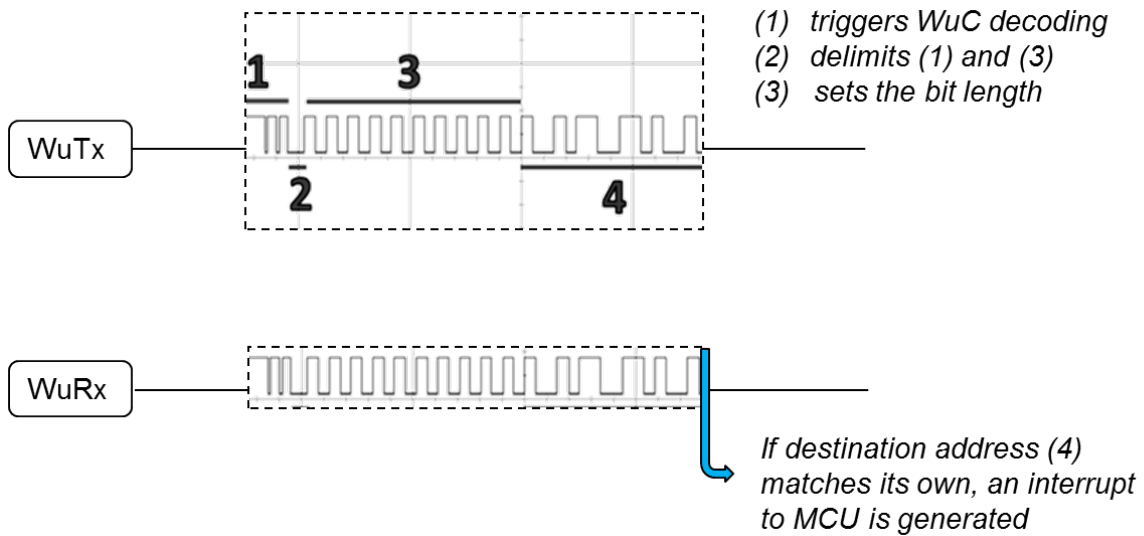 (1) triggers WuC decoding
(2) delimits (1) and (3)
(3) sets the bit length
1
3
WuTx
2
4
WuRx
If destination address (4)
matches its own, an interrupt
to MCU is generated